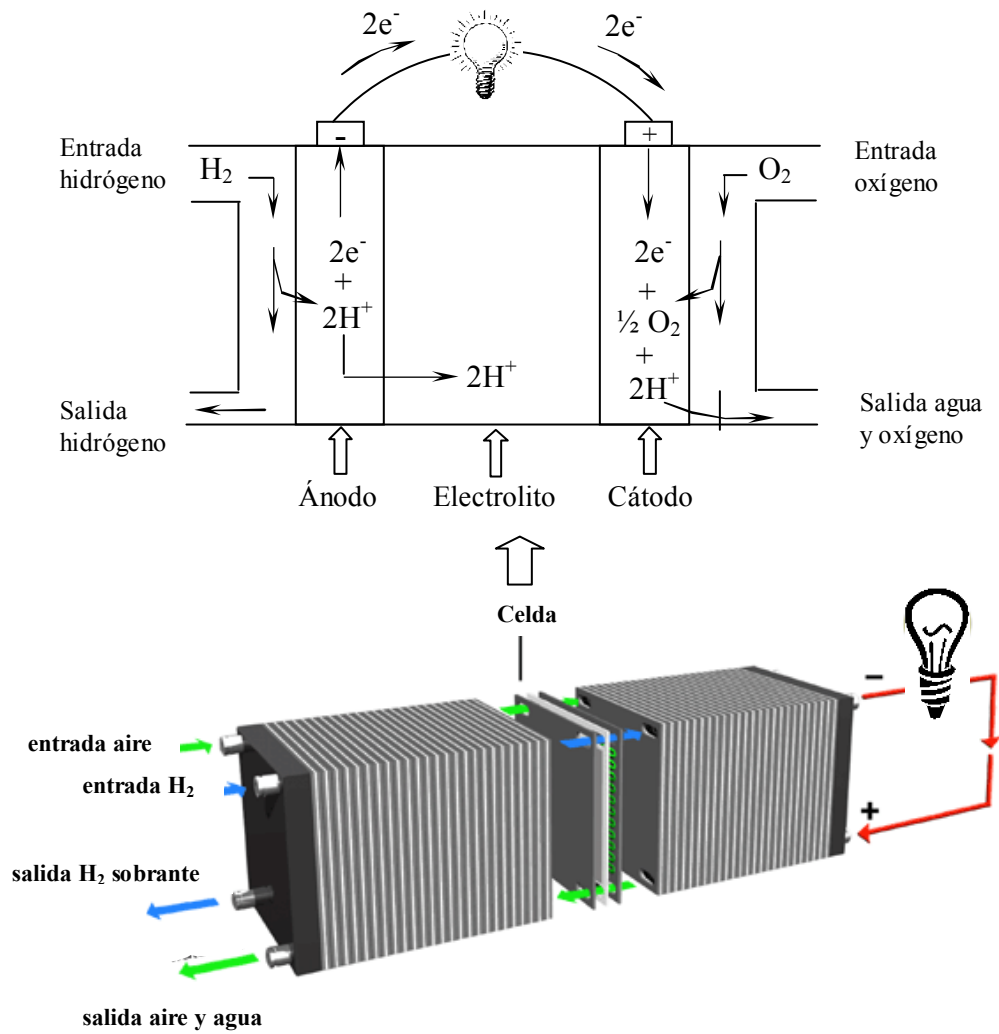 2e⁻
2e⁻
Entrada
hidrógeno
H₂
-
+
O₂
Entrada
oxígeno
2e⁻
+
2H⁺
2H⁺
2e⁻
+
½ O₂
+
2H⁺
Salida
hidrógeno
Salida agua
y oxígeno
Ánodo
Electrolito
Cátodo
Celda
entrada aire
entrada H₂
salida H₂ sobrante
salida aire y agua
−
+